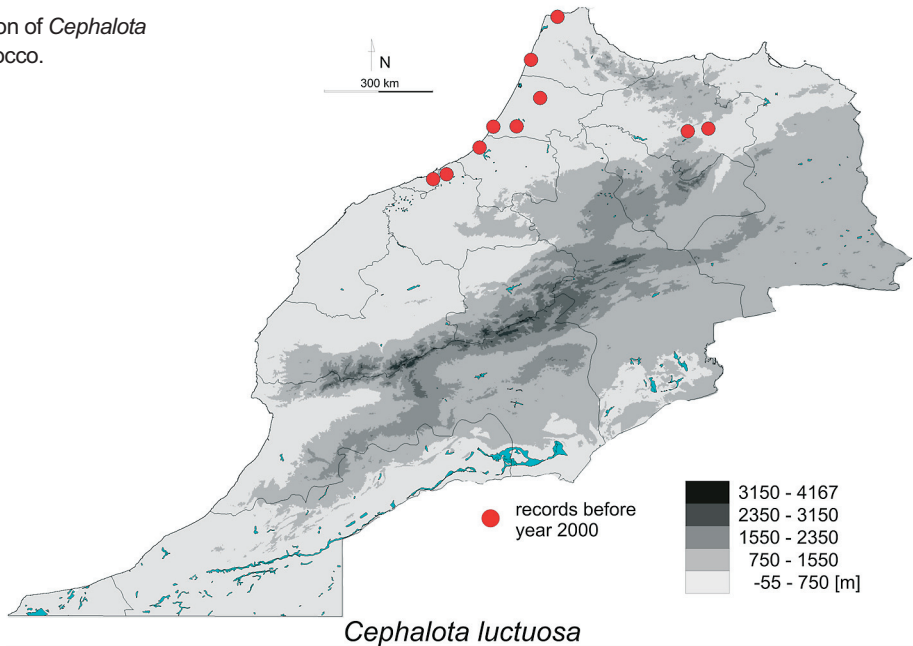 on of Cephalota
occo.
N
300 km
records before
year 2000
3150 - 4167
2350 - 3150
1550 - 2350
750 - 1550
-55 - 750 [m]
Cephalota luctuosa